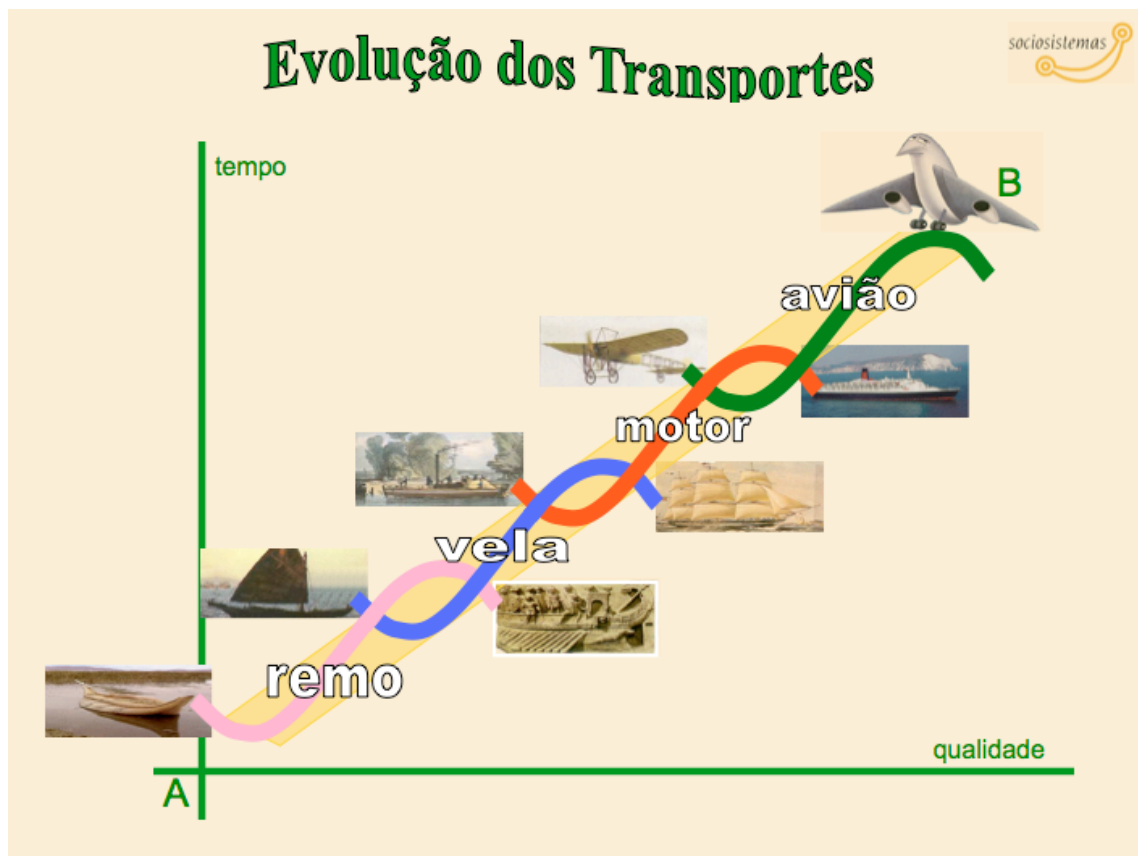 Evolução dos Transportes
sociosistemas
tempo
B
avião
motor
vela
remo
qualidade
A